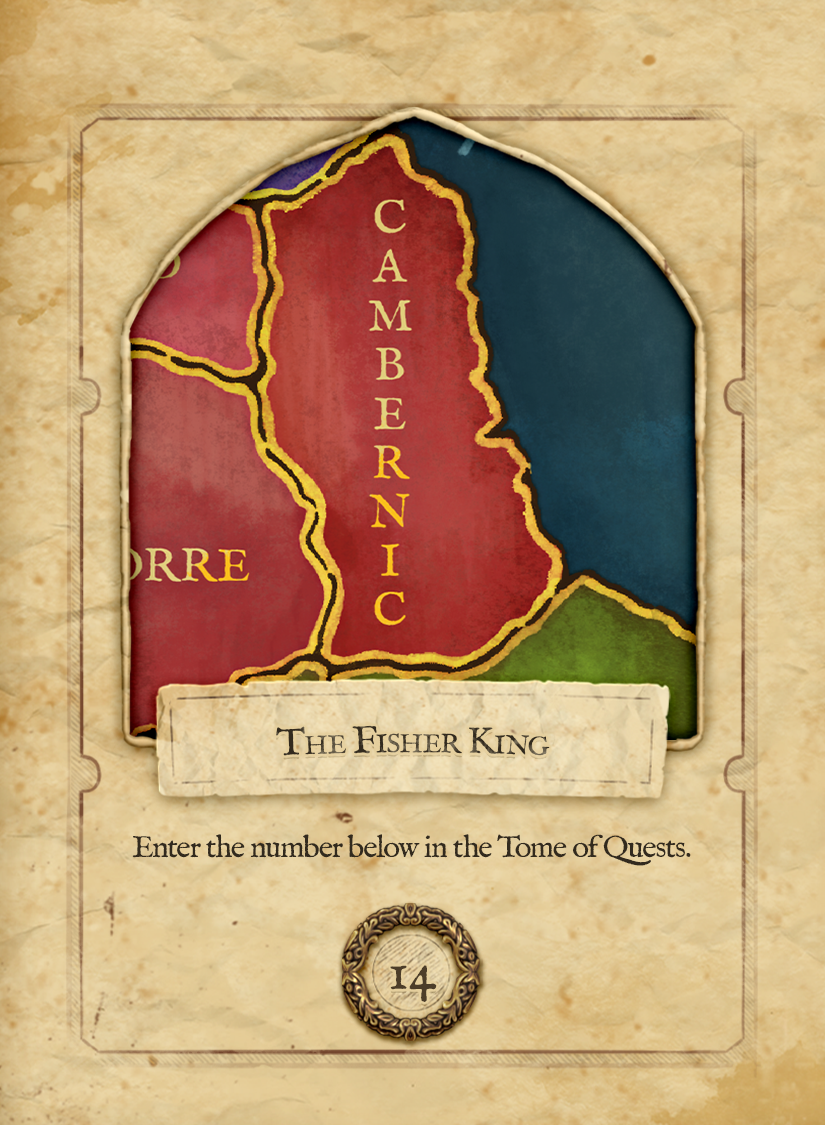 CAMBERNIC
ORRE
The Fisher King
Enter the number below in the Tome of Quests.
14